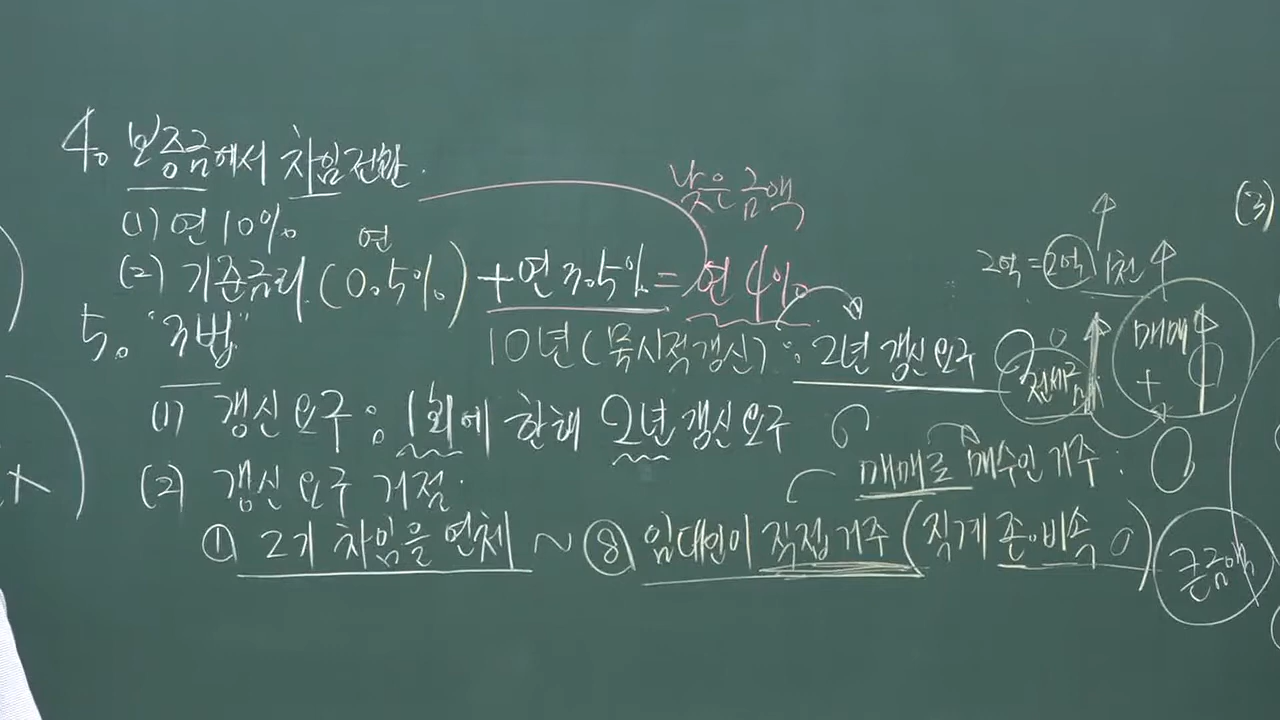 4. 보증금에서 차임전환.
(1) 연 10%
(2) 기준금리 (연 0.5%) + 연 3.5% = 연 4%
낮은 금액
5. "3법"
10년 (묵시적갱신) : 2년 갱신요구
(1) 갱신요구 : 1회에 한해 2년 갱신요구
(2) 갱신요구 거절.
매매로 매수인 거주 :
① 2기 차임을 연체 ~ ⑧ 임대인이 직접거주 (직계 존·비속 O)
2억 = 2억 1천
전세
매매
+
큰금액
(3)